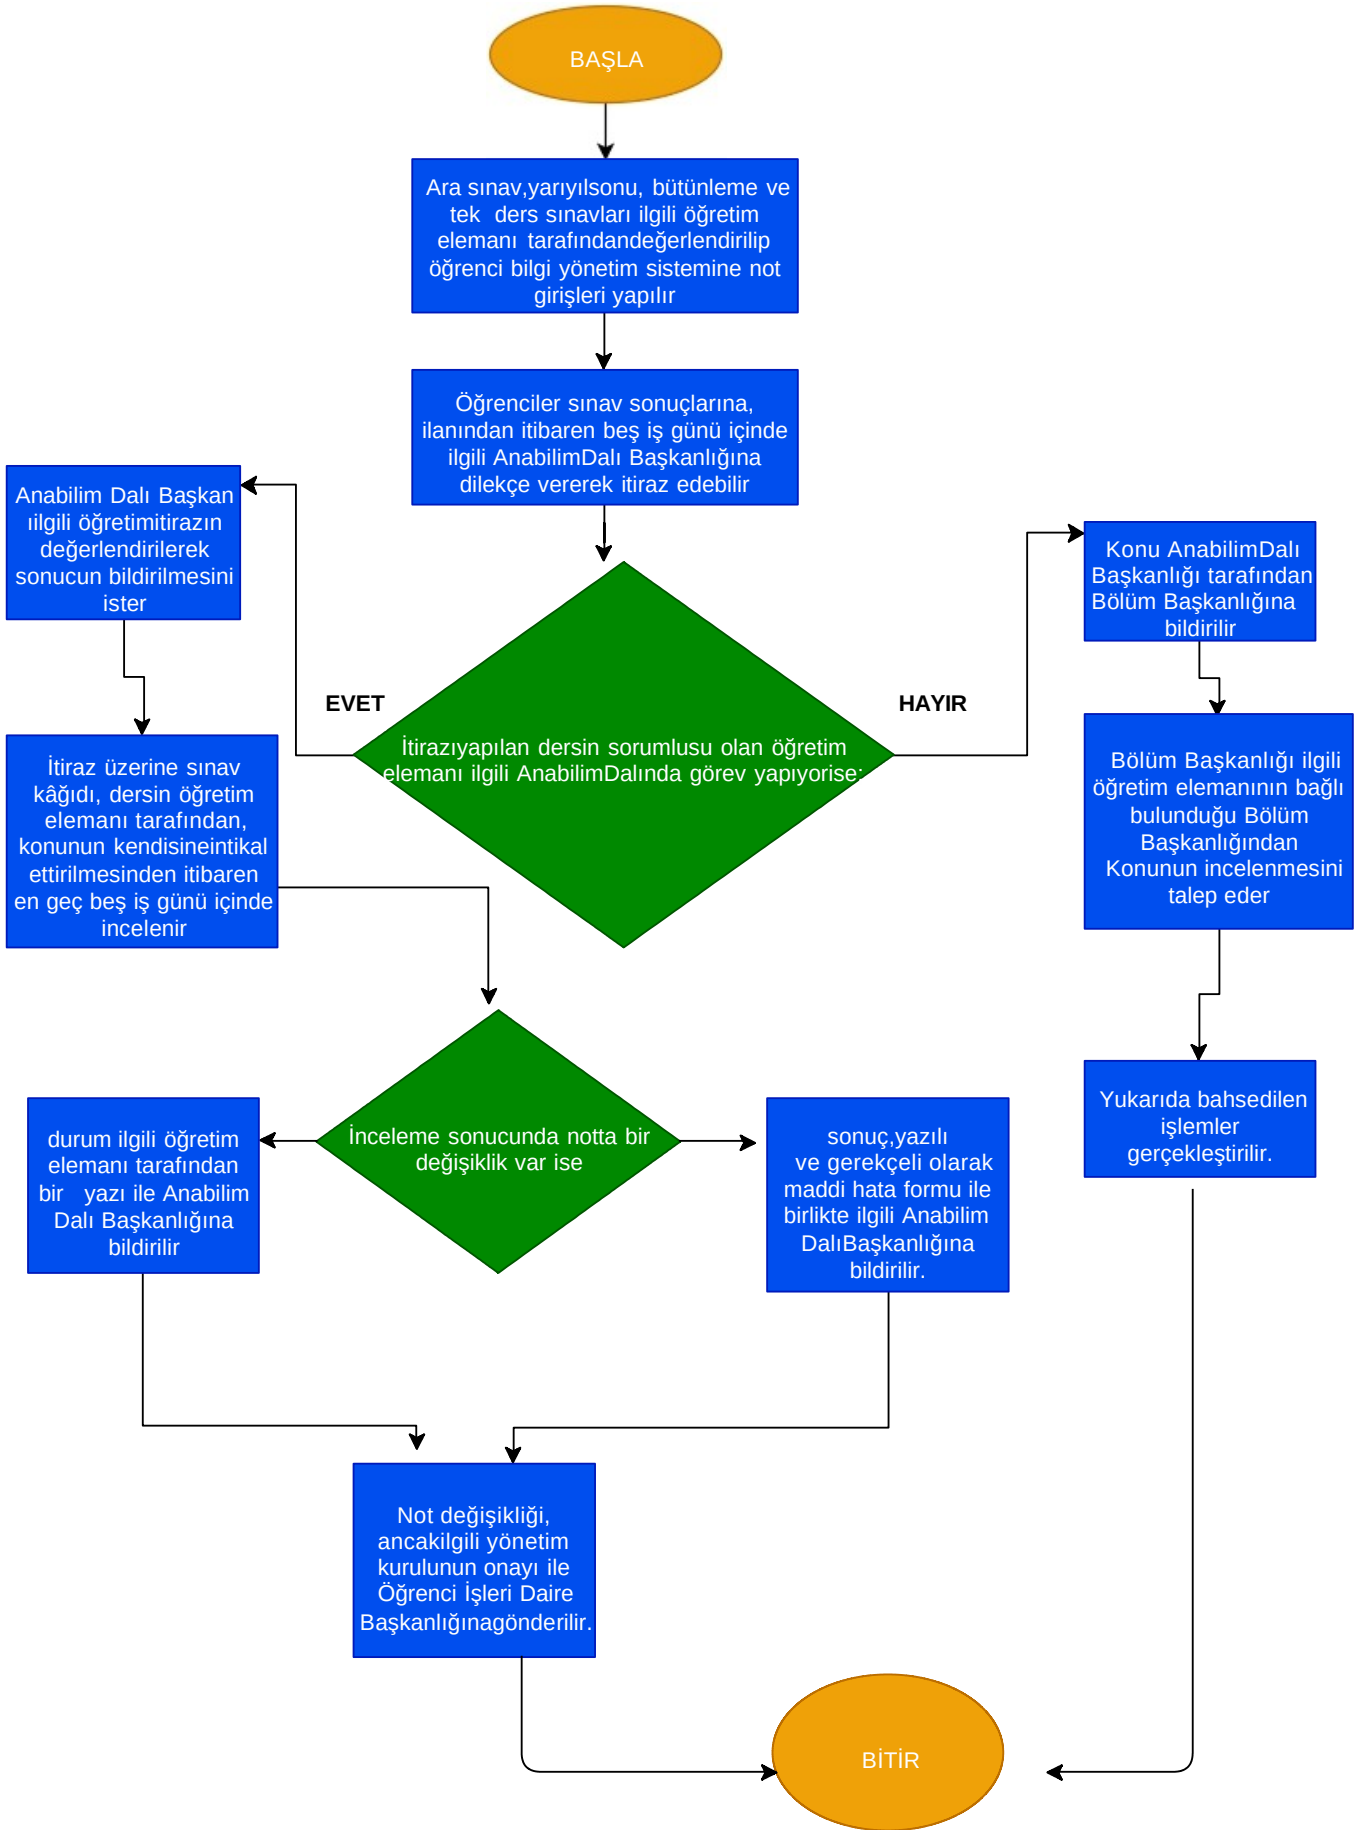 BAŞLA
Ara sınav,yarıyılsonu, bütünleme ve
tek ders sınavları ilgili öğretim
elemanı tarafındandeğerlendirilip
öğrenci bilgi yönetim sistemine not
girişleri yapılır
Öğrenciler sınav sonuçlarına,
ilanından itibaren beş iş günü içinde
ilgili AnabilimDalı Başkanlığına
dilekçe vererek itiraz edebilir
Anabilim Dalı Başkan
ıilgili öğretimitirazın
değerlendirilerek
sonucun bildirilmesini
ister
Konu AnabilimDalı
Başkanlığı tarafından
Bölüm Başkanlığına
bildirilir
EVET
HAYIR
İtirazıyapılan dersin sorumlusu olan öğretim
elemanı ilgili AnabilimDalında görev yapıyorise;
İtiraz üzerine sınav
kâğıdı, dersin öğretim
elemanı tarafından,
konunun kendisineintikal
ettirilmesinden itibaren
en geç beş iş günü içinde
incelenir
Bölüm Başkanlığı ilgili
öğretim elemanının bağlı
bulunduğu Bölüm
Başkanlığından
Konunun incelenmesini
talep eder
İnceleme sonucunda notta bir
değişiklik var ise
durum ilgili öğretim
elemanı tarafından
bir yazı ile Anabilim
Dalı Başkanlığına
bildirilir
sonuç,yazılı
ve gerekçeli olarak
maddi hata formu ile
birlikte ilgili Anabilim
DalıBaşkanlığına
bildirilir.
Yukarıda bahsedilen
işlemler
gerçekleştirilir.
Not değişikliği,
ancakilgili yönetim
kurulunun onayı ile
Öğrenci İşleri Daire
Başkanlığınagönderilir.
BİTİR